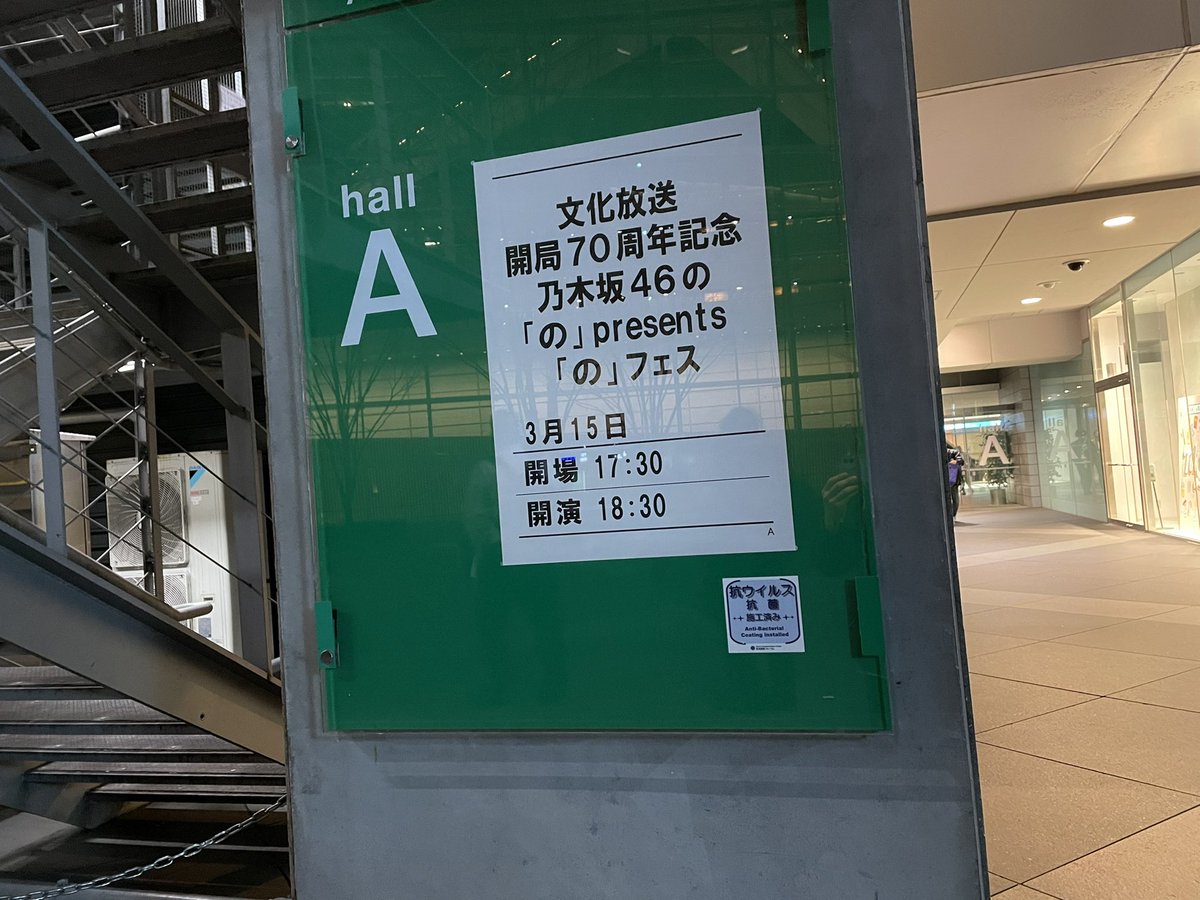 hall
A
文化放送
開局70周年記念
乃木坂46の
「の」presents
「の」フェス
3月15日
開場 17:30
開演 18:30
A
抗ウイルス
抗菌
施工済み
Anti-Bacterial
Coating Installed
hall
A
A